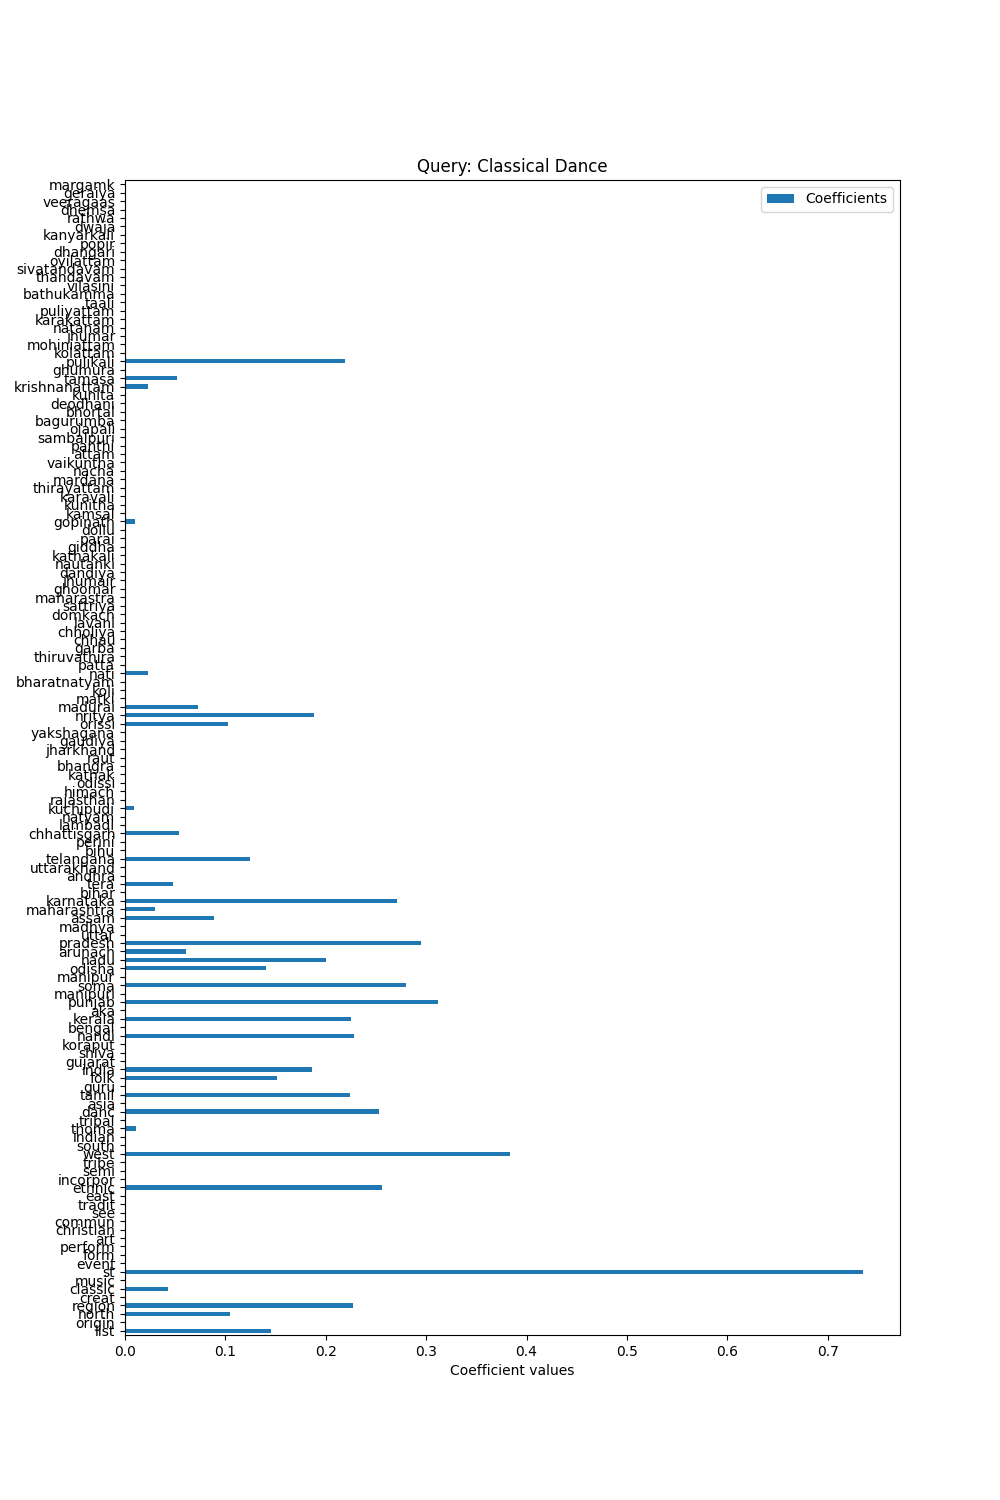 Query: Classical Dance
Coefficients
margamk
geraiya
veeragaas
dhemsa
rathwa
gwaja
kanyarkali
popir
dhangari
oyilattam
sivatandavam
thandavam
vilasini
bathukamma
taali
puliyattam
karakattam
natanam
jhumar
mohiniattam
kolattam
pulikali
ghumura
tamasa
krishnanattam
kunita
deodhani
bhortal
bagurumba
ojapali
sambalpuri
panthi
attam
vaikuntha
nacha
mardana
thirayattam
karavali
kunitha
kamsal
gopinath
dollu
parai
giddha
kathakali
nautanki
dandiya
jhumair
ghoomar
maharastra
sattriya
domkach
lavani
chholiya
chhau
garba
thiruvathira
patta
nati
bharatnatyam
koli
matki
madurai
nritya
orissi
yakshagana
gaudiya
jharkhand
raut
bhangra
kathak
odissi
himach
rajasthan
kuchipudi
natyam
lambadi
chhattisgarh
perini
bihu
telangana
uttarakhand
andhra
tera
bihar
karnataka
maharashtra
assam
madhya
uttar
pradesh
arunach
nadu
odisha
manipur
soma
manipuri
punjab
aka
kerala
bengal
nandi
koraput
shiva
gujarat
india
folk
guru
tamil
asia
danc
tribal
thoma
indian
south
west
tribe
semi
incorpor
ethnic
east
tradit
see
commun
christian
art
perform
form
event
st
music
classic
creat
region
north
origin
list
0.0 0.1 0.2 0.3 0.4 0.5 0.6 0.7
Coefficient values